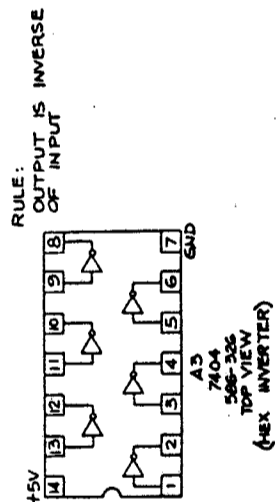 RULE:
OUTPUT IS INVERSE
OF INPUT
+5V
14 13 12 11 10 9 8
1 2 3 4 5 6 7
GND
A3
7404
586-326
TOP VIEW
(HEX INVERTER)